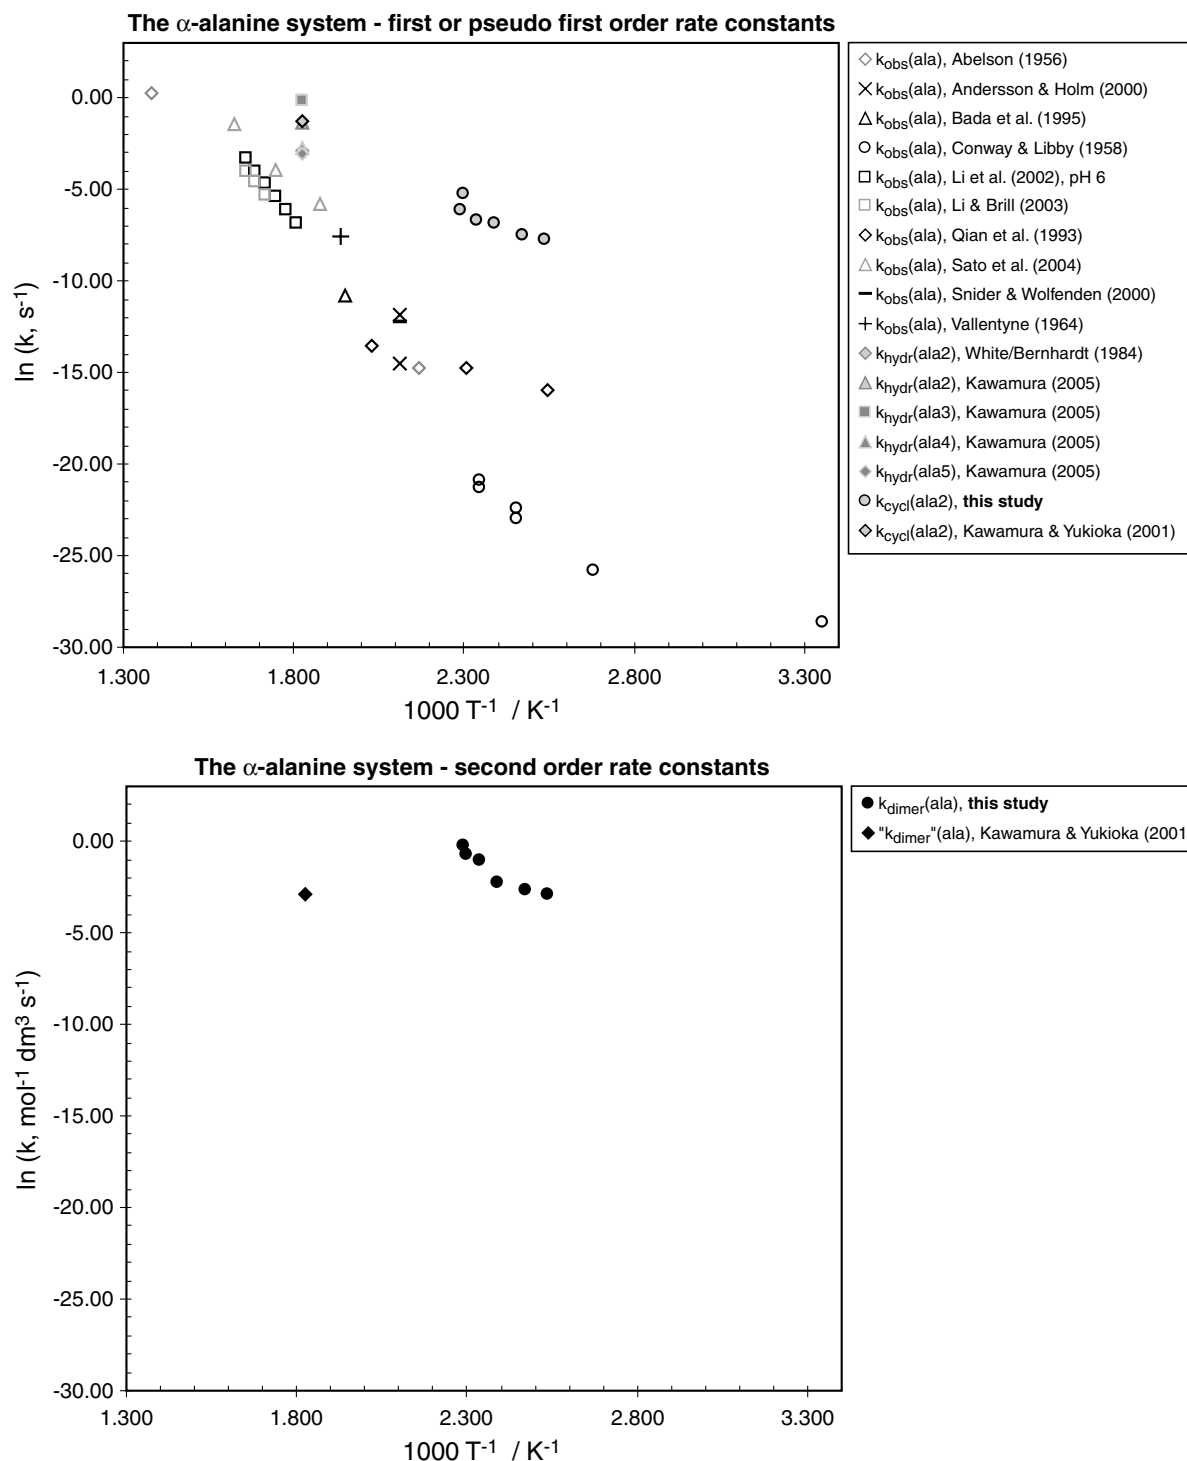 The α-alanine system - first or pseudo first order rate constants
0.00
-5.00
-10.00
-15.00
-20.00
-25.00
-30.00
ln (k, s-1)
1.300 1.800 2.300 2.800 3.300
1000 T-1 / K-1
kobs(ala), Abelson (1956)
kobs(ala), Andersson & Holm (2000)
kobs(ala), Bada et al. (1995)
kobs(ala), Conway & Libby (1958)
kobs(ala), Li et al. (2002), pH 6
kobs(ala), Li & Brill (2003)
kobs(ala), Qian et al. (1993)
kobs(ala), Sato et al. (2004)
kobs(ala), Snider & Wolfenden (2000)
kobs(ala), Vallentyne (1964)
khydr(ala2), White/Bernhardt (1984)
khydr(ala2), Kawamura (2005)
khydr(ala3), Kawamura (2005)
khydr(ala4), Kawamura (2005)
khydr(ala5), Kawamura (2005)
kcycl(ala2), this study
kcycl(ala2), Kawamura & Yukioka (2001)
The α-alanine system - second order rate constants
0.00
-5.00
-10.00
-15.00
-20.00
-25.00
-30.00
ln (k, mol-1 dm3 s-1)
1.300 1.800 2.300 2.800 3.300
1000 T-1 / K-1
kdimer(ala), this study
"kdimer"(ala), Kawamura & Yukioka (2001